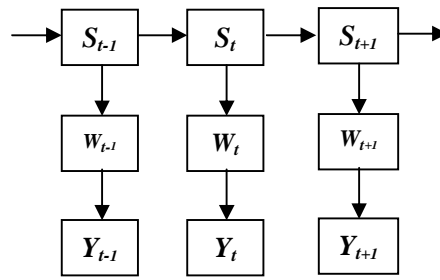 S_{t-1} S_t S_{t+1}
W_{t-1} W_t W_{t+1}
Y_{t-1} Y_t Y_{t+1}